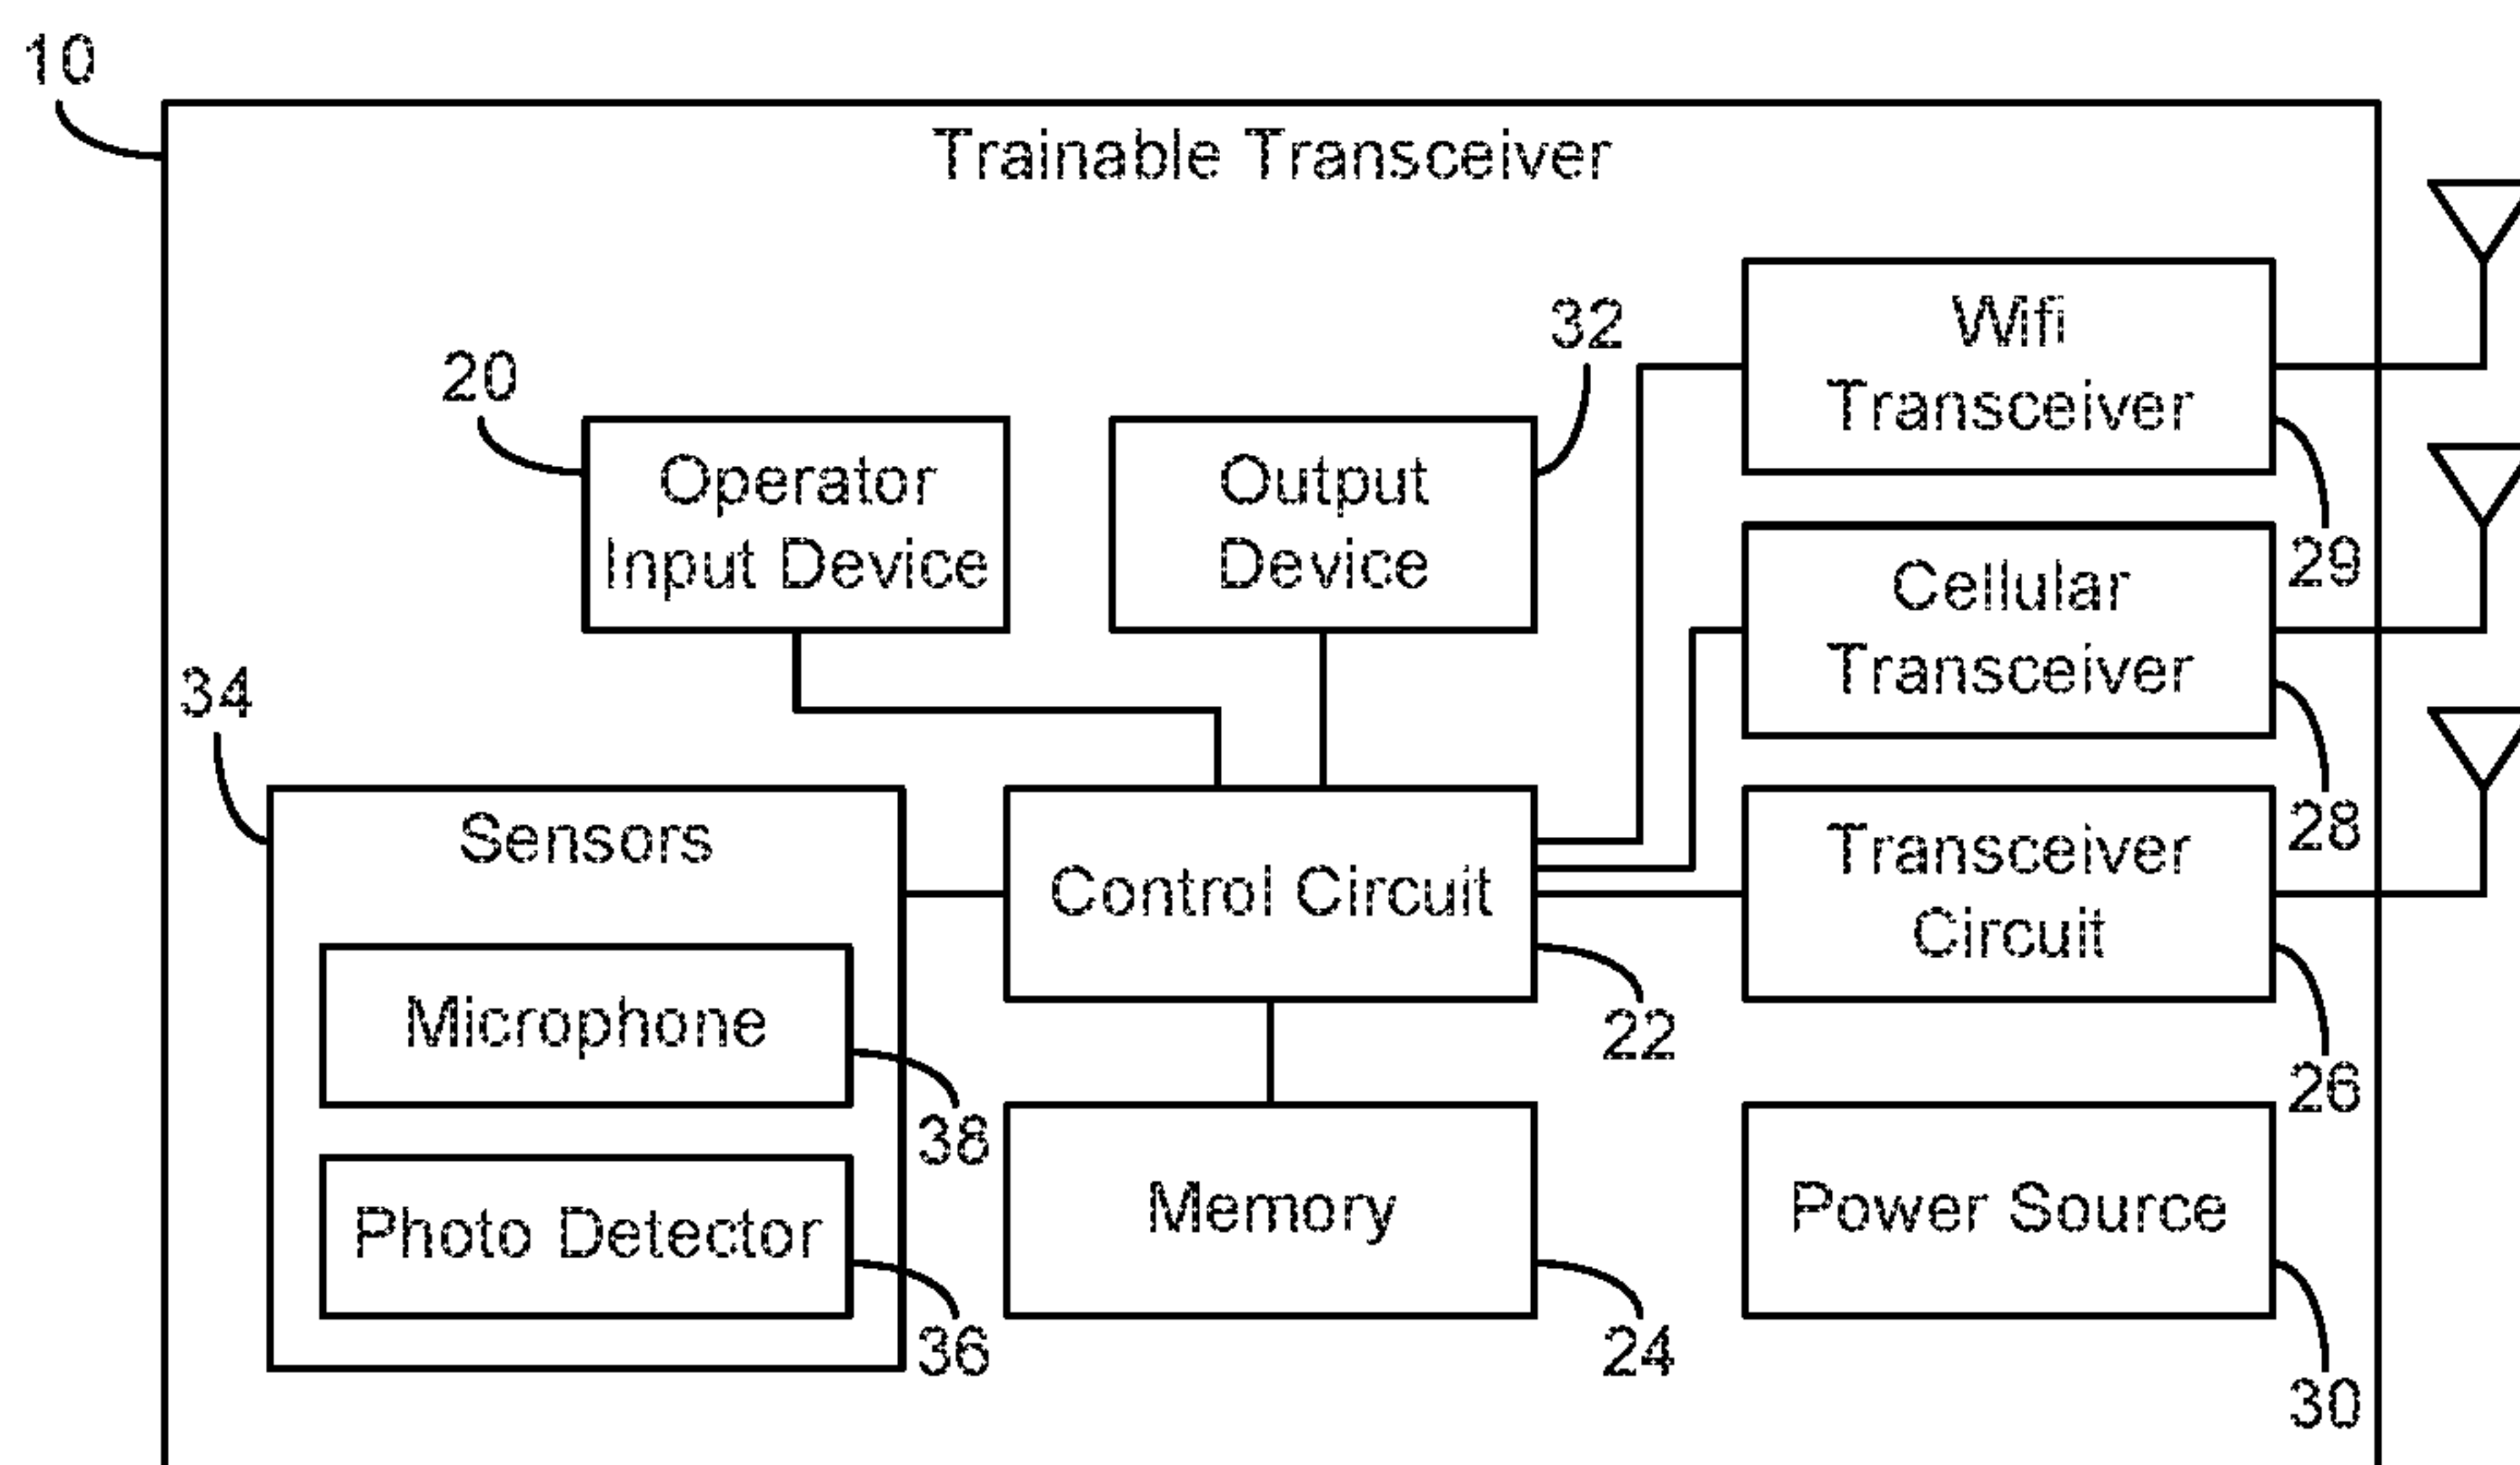 10
Trainable Transceiver
32
Wifi
Transceiver
20
Operator
Input Device
Output
Device
29
Cellular
Transceiver
34
28
Sensors
Control Circuit
Transceiver
Circuit
Microphone
22
26
38
Photo Detector
Memory
Power Source
36
24
30